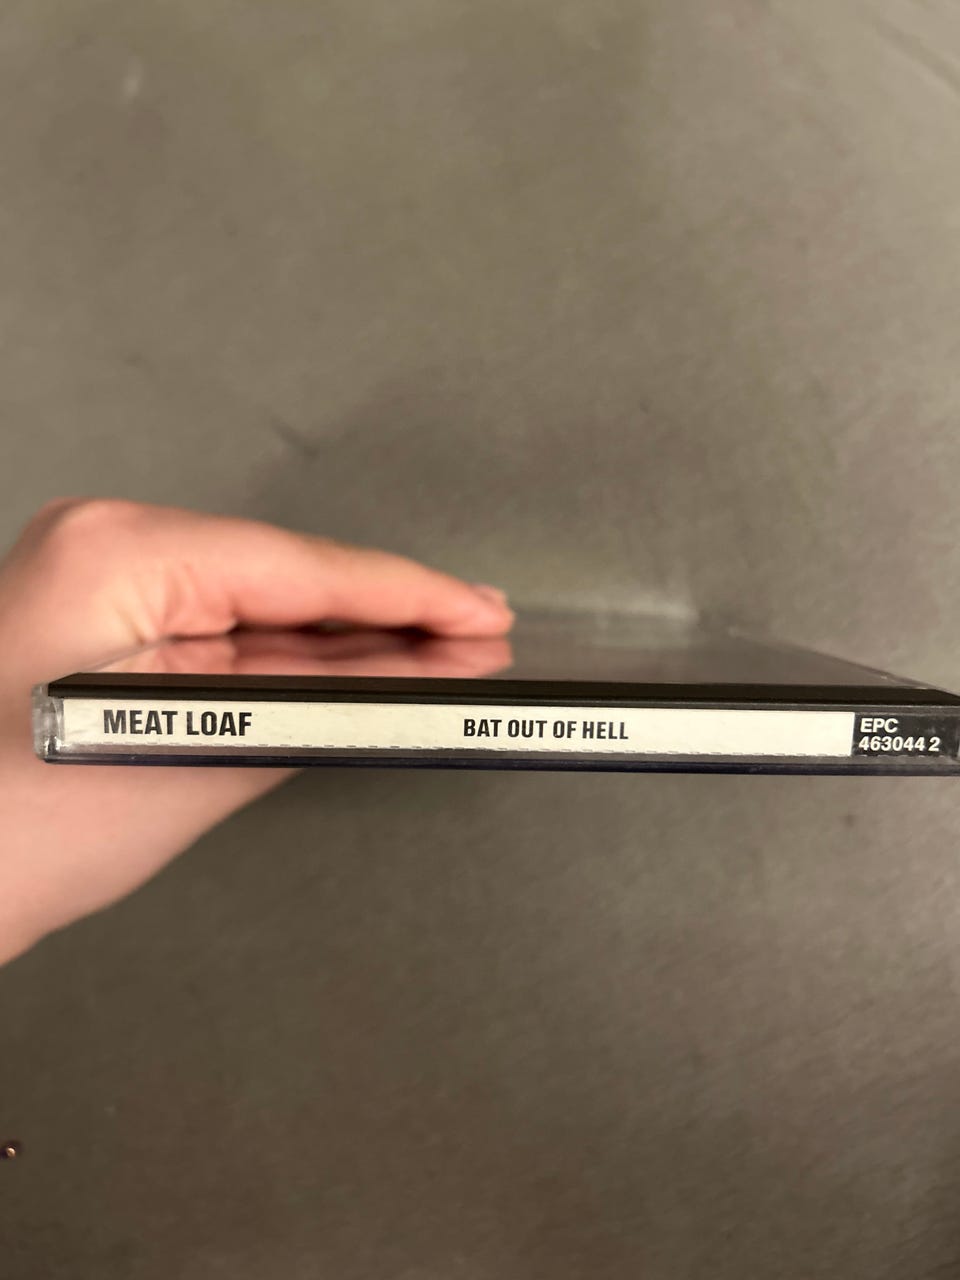 MEAT LOAF
BAT OUT OF HELL
EPC
463044 2